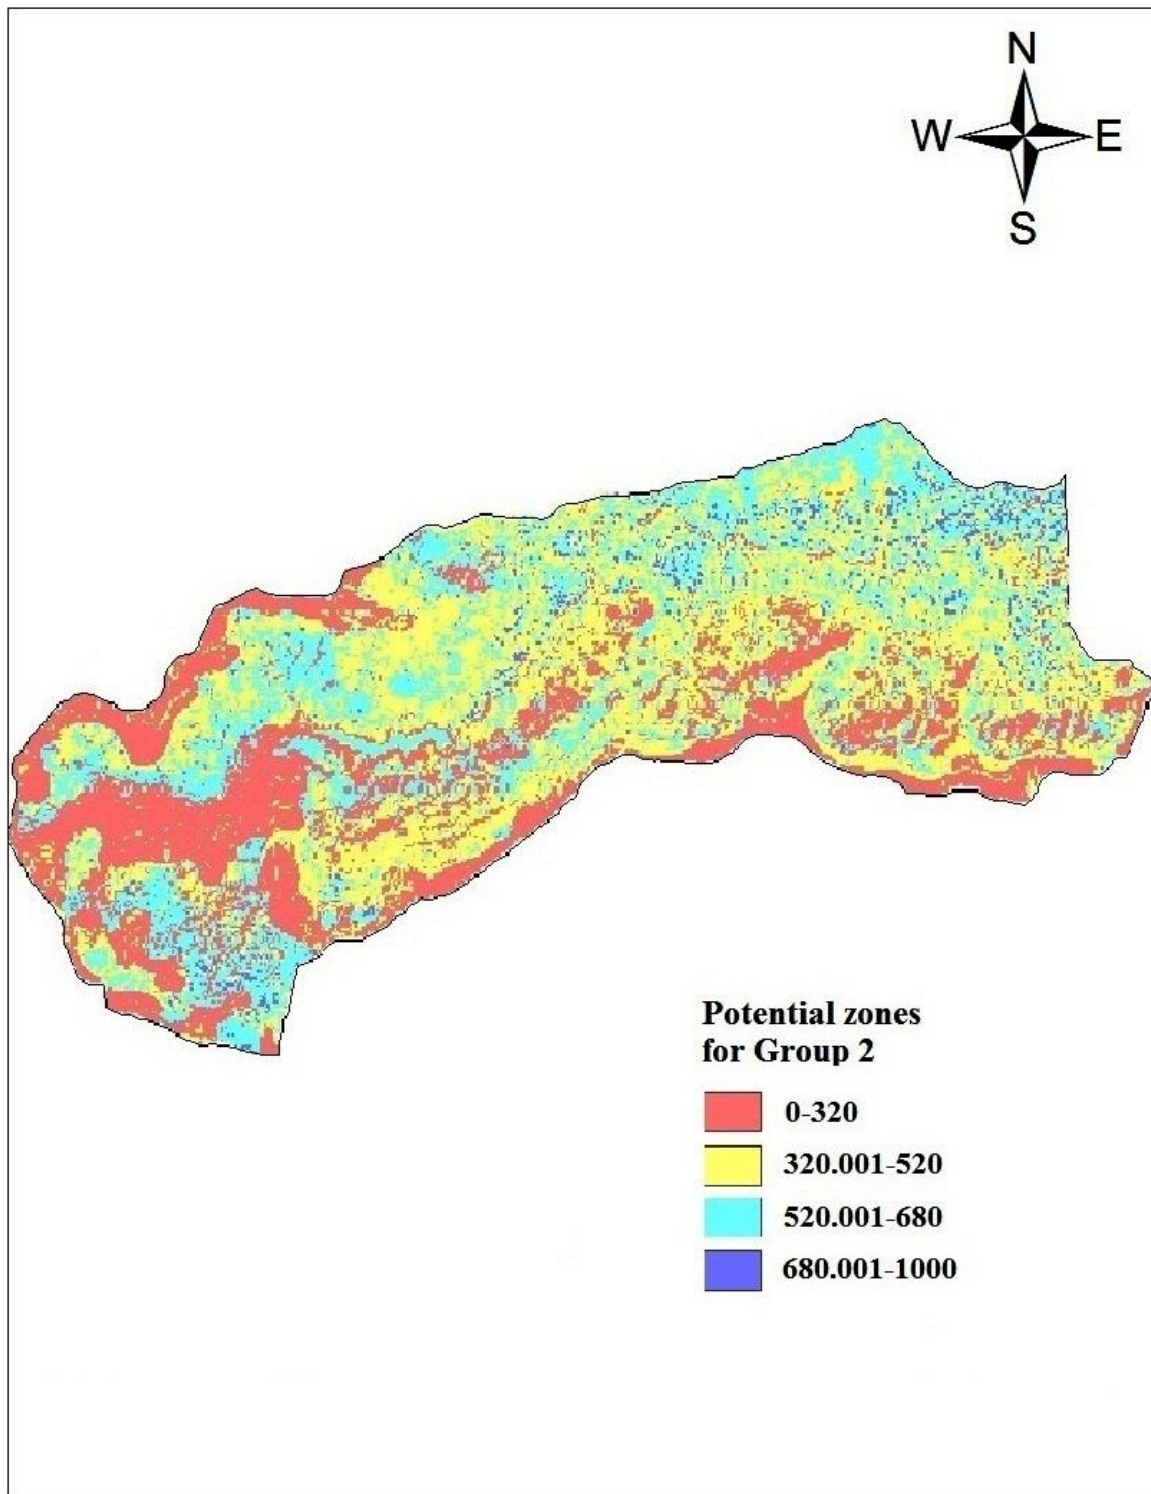 N
W E
S
Potential zones
for Group 2
0-320
320.001-520
520.001-680
680.001-1000